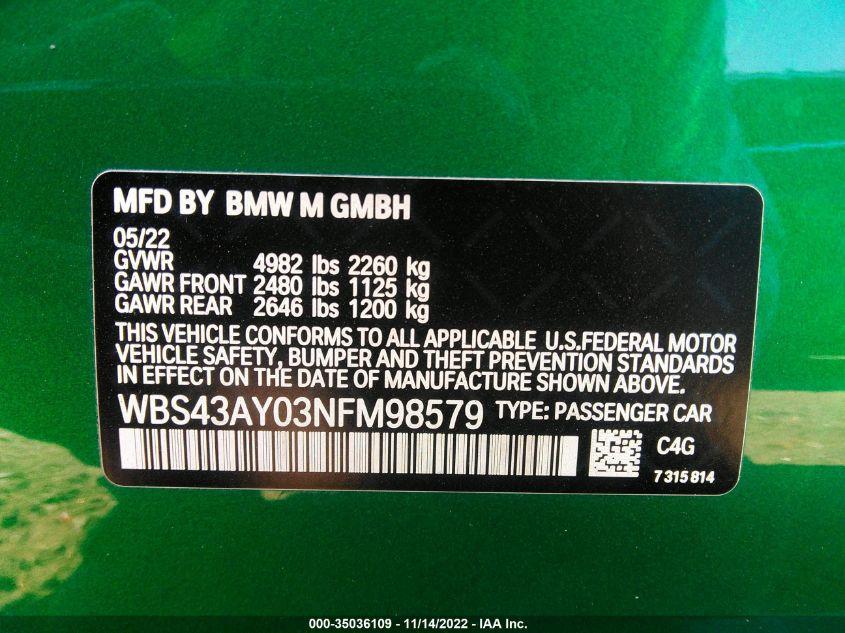 MFD BY BMW M GMBH
05/22
GVWR 4982 lbs 2260 kg
GAWR FRONT 2480 lbs 1125 kg
GAWR REAR 2646 lbs 1200 kg
THIS VEHICLE CONFORMS TO ALL APPLICABLE U.S.FEDERAL MOTOR
VEHICLE SAFETY, BUMPER AND THEFT PREVENTION STANDARDS
IN EFFECT ON THE DATE OF MANUFACTURE SHOWN ABOVE.
WBS43AY03NFM98579 TYPE: PASSENGER CAR
C4G
7315814
000-35036109 - 11/14/2022 - IAA Inc.